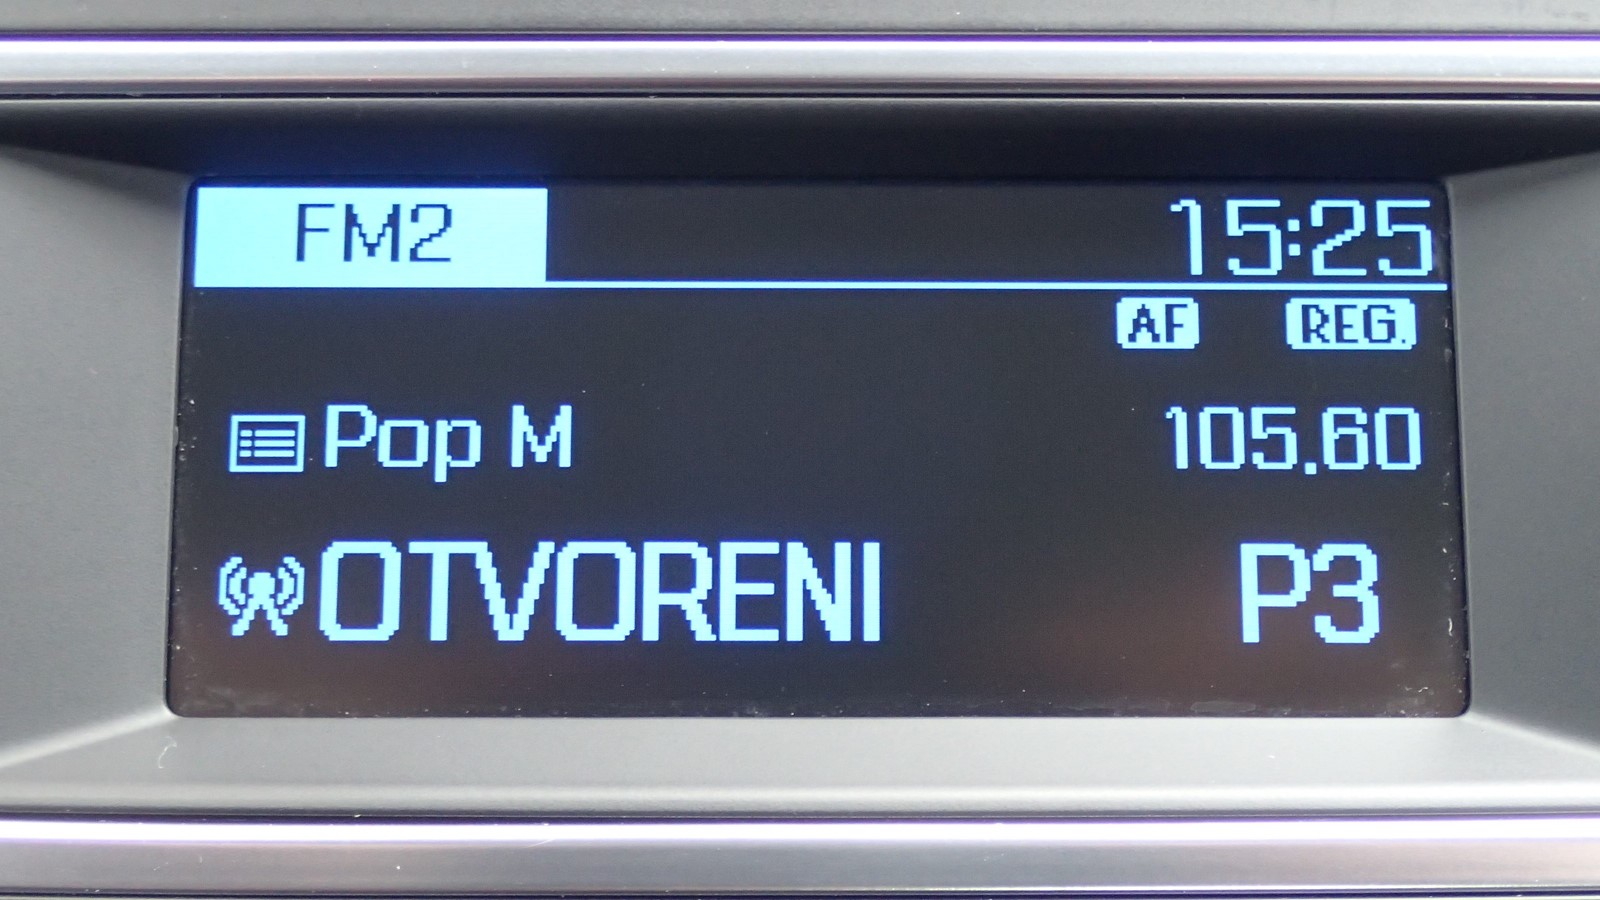 FM2 15:25
AF REG.
Pop M 105.60
OTVORENI P3